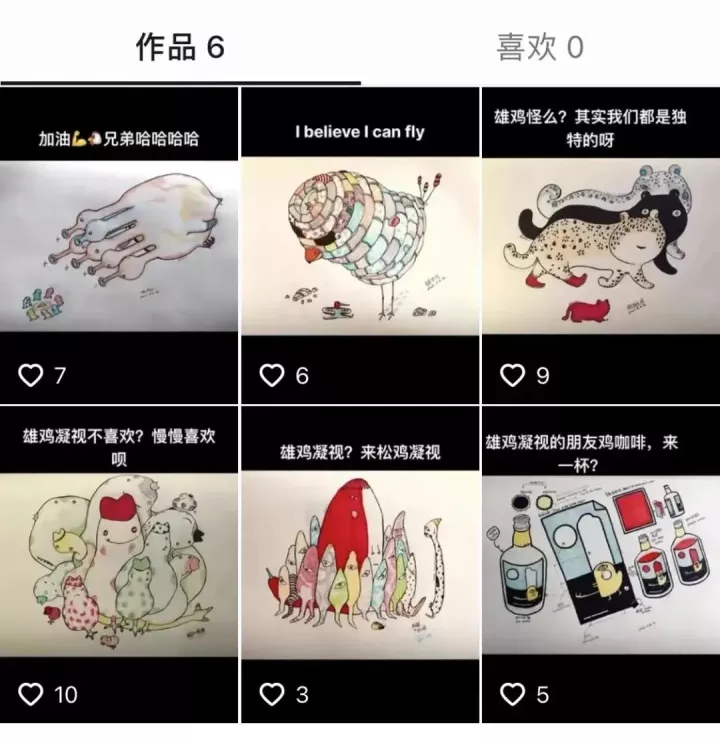 作品 6
喜欢 0
加油💪🐔兄弟哈哈哈哈
I believe I can fly
雄鸡怪么？其实我们都是独
特的呀
7
6
9
雄鸡凝视不喜欢？慢慢喜欢
呗
雄鸡凝视？来松鸡凝视
雄鸡凝视的朋友鸡咖啡，来
一杯？
10
3
5